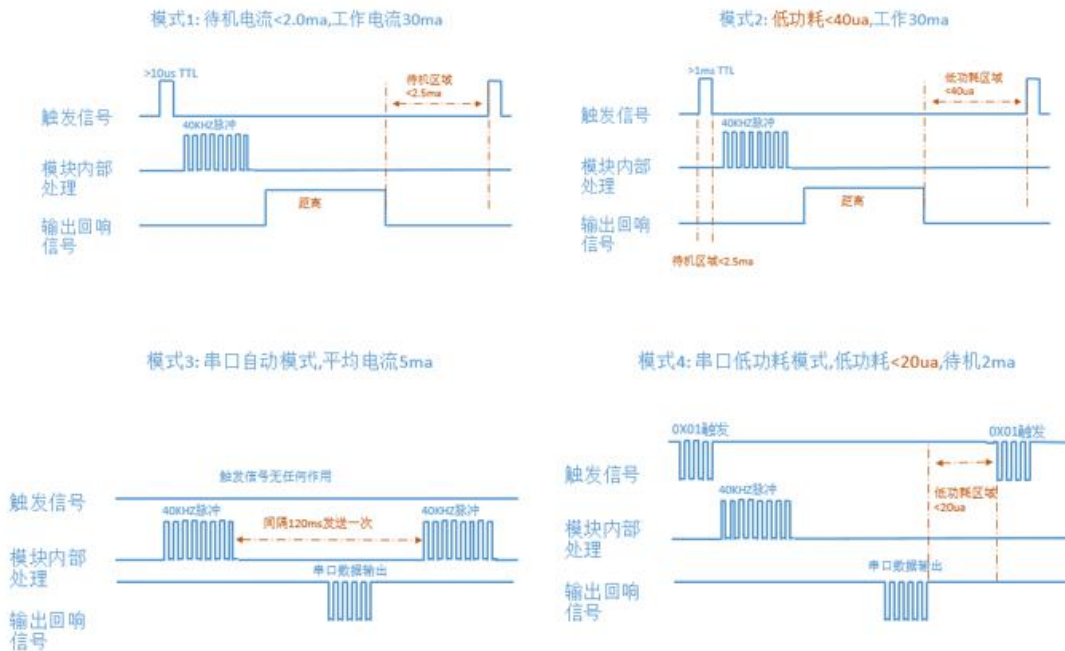 模式1: 待机电流<2.0ma,工作电流30ma
>10us TTL
待机区域
<2.5ma
触发信号
40KHZ脉冲
模块内部
处理
距离
输出回响
信号
模式2: 低功耗<40ua,工作30ma
>1ms TTL
低功耗区域
<40ua
触发信号
40KHZ脉冲
模块内部
处理
距离
输出回响
信号
待机区域<2.5ma
模式3: 串口自动模式,平均电流5ma
触发信号无任何作用
触发信号
40KHZ脉冲
间隔120ms发送一次
40KHZ脉冲
模块内部
处理
串口数据输出
输出回响
信号
模式4: 串口低功耗模式,低功耗<20ua,待机2ma
0X01触发
0X01触发
触发信号
40KHZ脉冲
低功耗区域
<20ua
模块内部
处理
串口数据输出
输出回响
信号